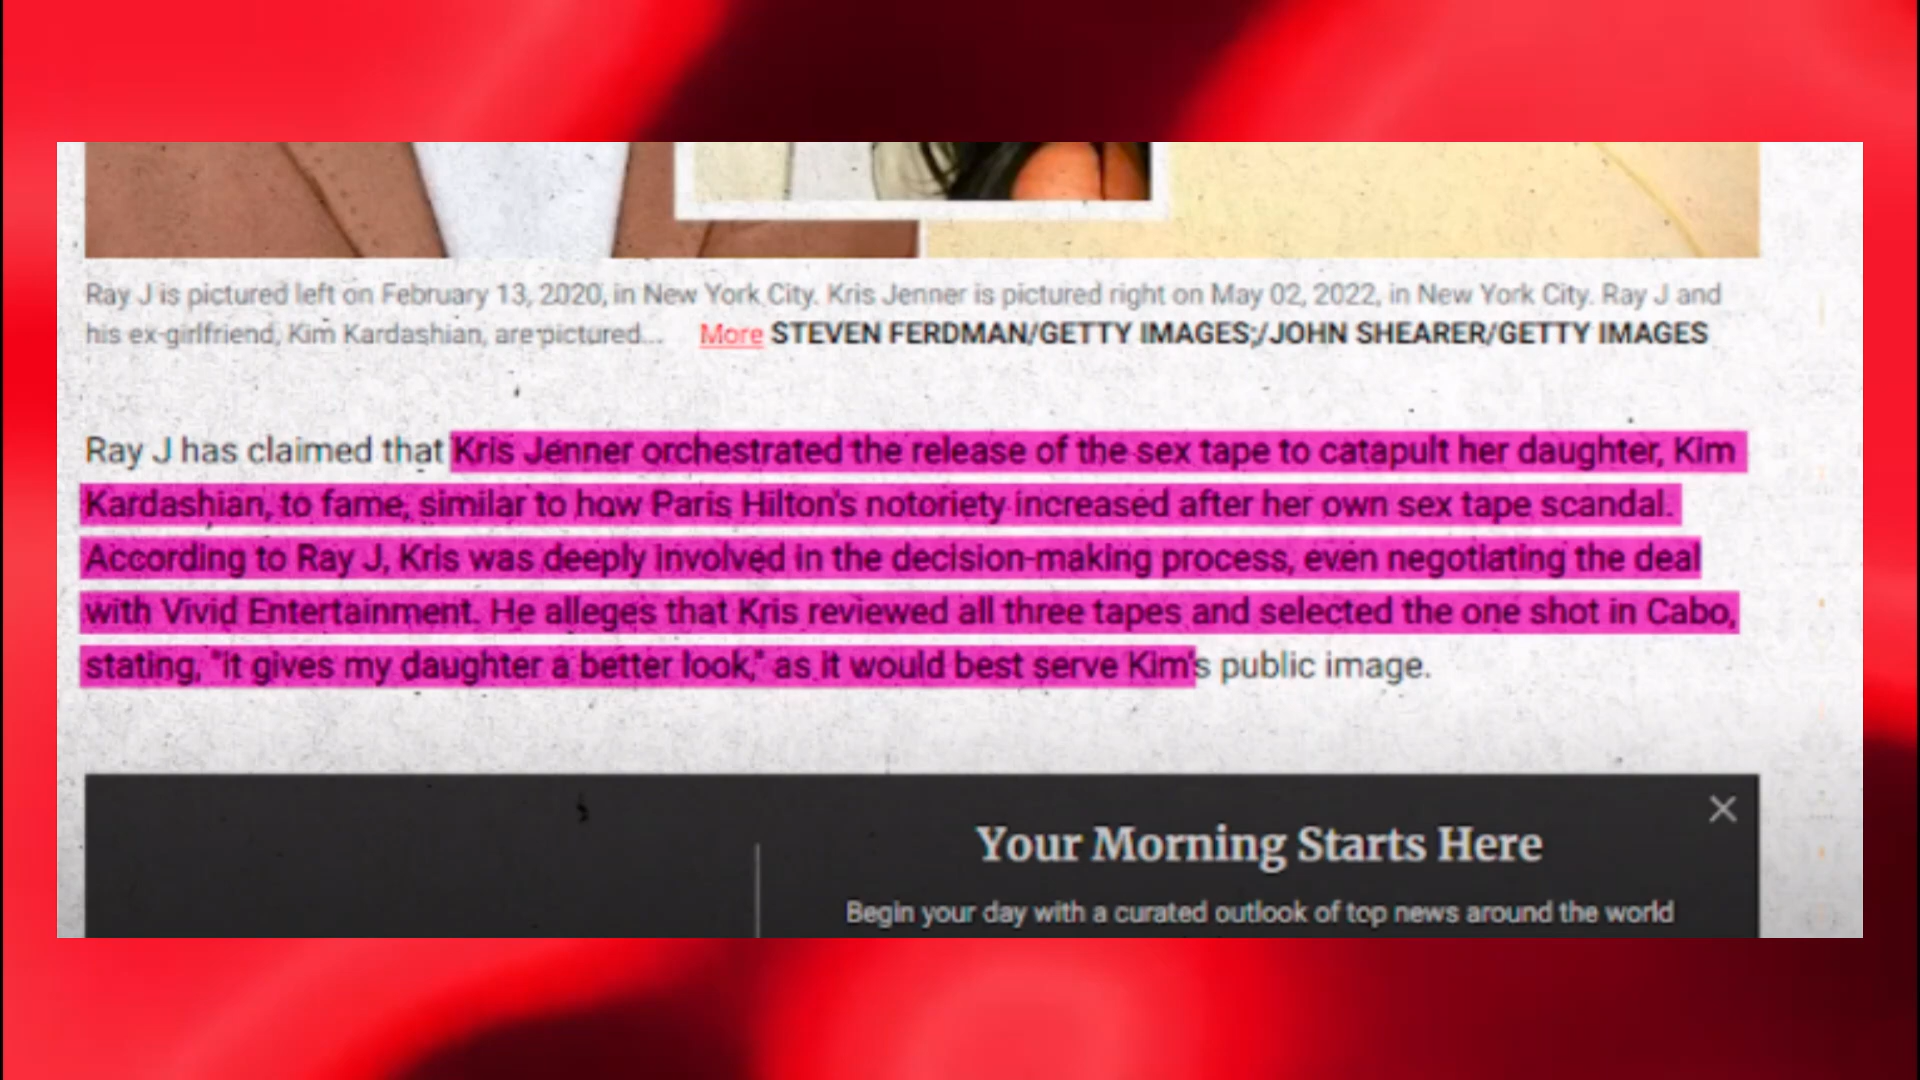 Ray J is pictured left on February 13, 2020, in New York City. Kris Jenner is pictured right on May 02, 2022, in New York City. Ray J and
his ex-girlfriend, Kim Kardashian, are pictured... More STEVEN FERDMAN/GETTY IMAGES;/JOHN SHEARER/GETTY IMAGES
Ray J has claimed that Kris Jenner orchestrated the release of the sex tape to catapult her daughter, Kim
Kardashian, to fame, similar to how Paris Hilton's notoriety increased after her own sex tape scandal.
According to Ray J, Kris was deeply involved in the decision-making process, even negotiating the deal
with Vivid Entertainment. He alleges that Kris reviewed all three tapes and selected the one shot in Cabo,
stating, "it gives my daughter a better look," as it would best serve Kim's public image.
Your Morning Starts Here
Begin your day with a curated outlook of top news around the world